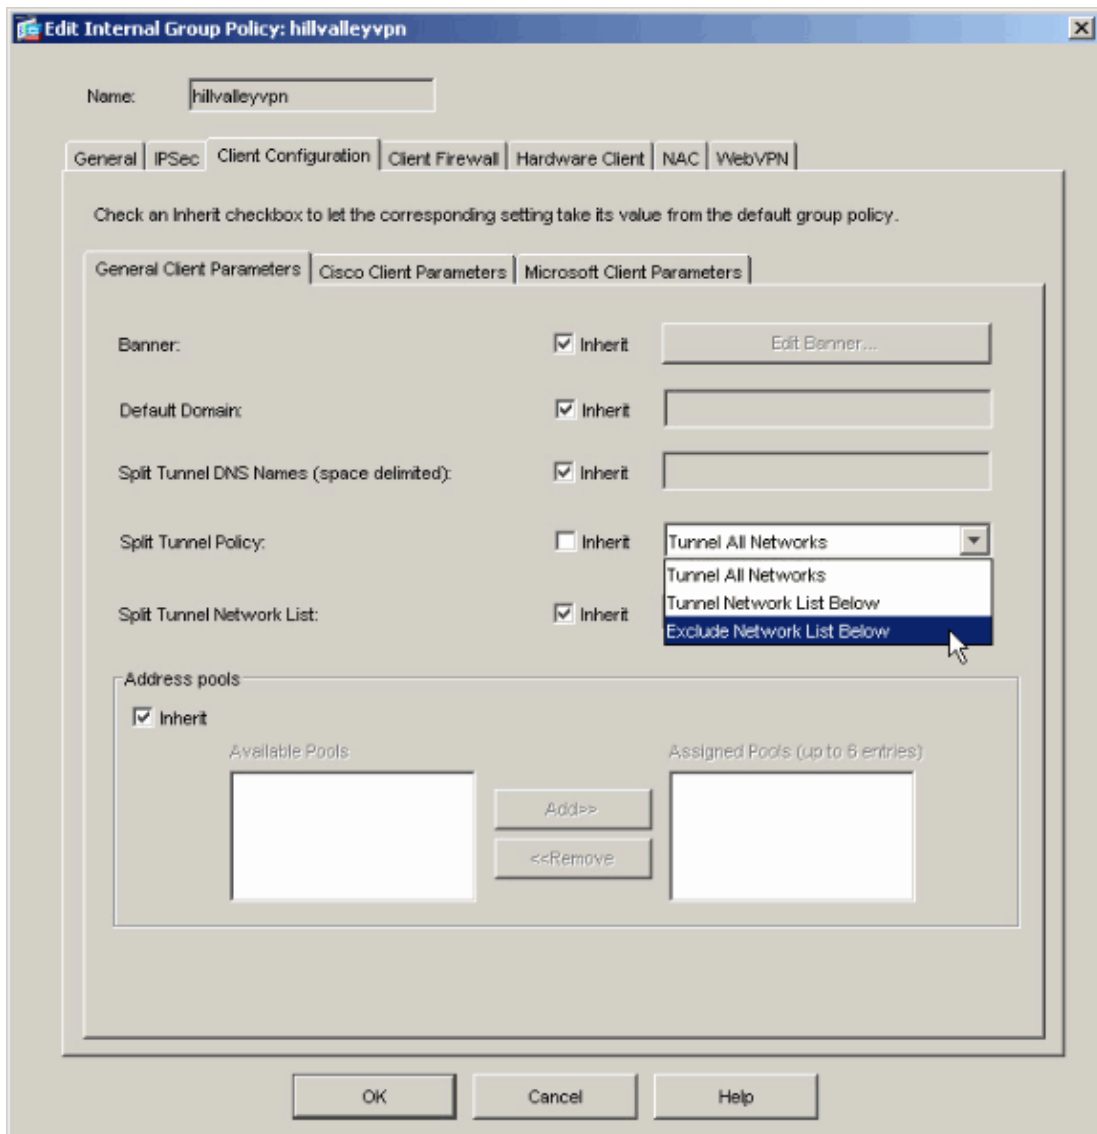 Edit Internal Group Policy: hillvalleyvpn
Name: hillvalleyvpn
General IPSec Client Configuration Client Firewall Hardware Client NAC WebVPN
Check an Inherit checkbox to let the corresponding setting take its value from the default group policy.
General Client Parameters Cisco Client Parameters Microsoft Client Parameters
Banner: Inherit Edit Banner...
Default Domain: Inherit
Split Tunnel DNS Names (space delimited): Inherit
Split Tunnel Policy: Inherit Tunnel All Networks
Tunnel All Networks
Tunnel Network List Below
Split Tunnel Network List: Inherit
Exclude Network List Below
Address pools
Inherit
Available Pools Assigned Pools (up to 6 entries)
Add>>
<<Remove
OK Cancel Help